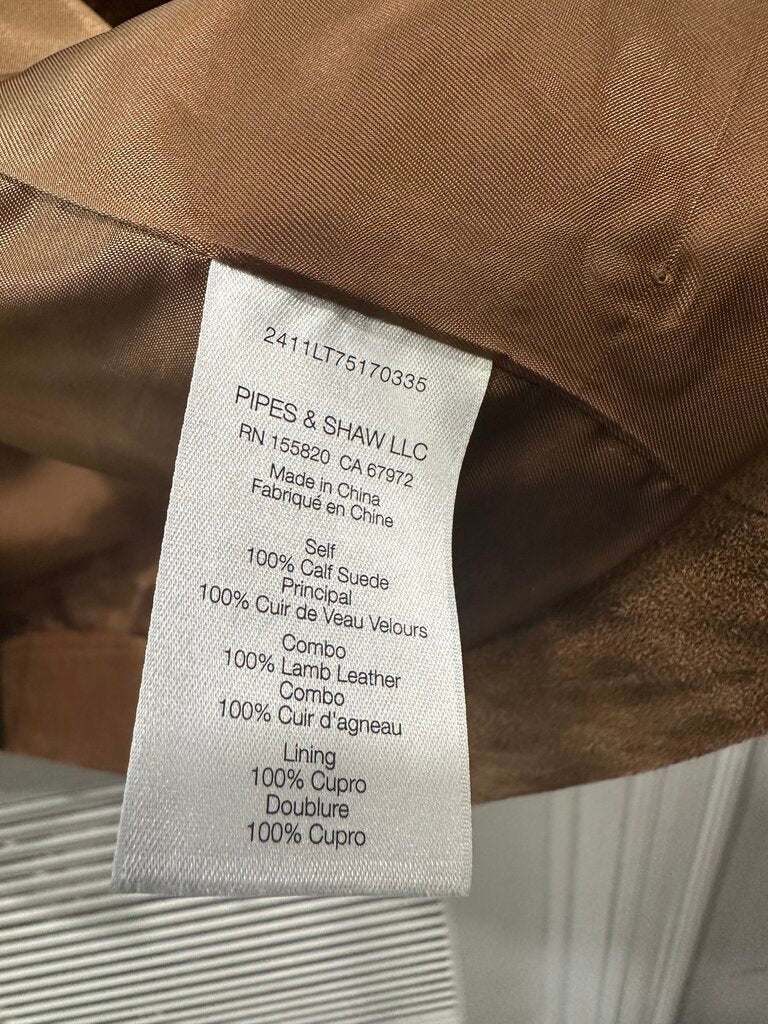 2411LT75170335
PIPES & SHAW LLC
RN 155820 CA 67972
Made in China
Fabriqué en Chine
Self
100% Calf Suede
Principal
100% Cuir de Veau Velours
Combo
100% Lamb Leather
Combo
100% Cuir d'agneau
Lining
100% Cupro
Doublure
100% Cupro